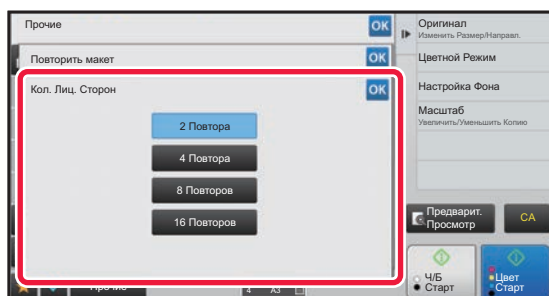 Прочие
OK
Повторить макет
OK
Кол. Лиц. Сторон
OK
2 Повтора
4 Повтора
8 Повторов
16 Повторов
Оригинал
Изменить Размер/Направл.
Цветной Режим
Настройка Фона
Масштаб
Увеличить/Уменьшить Копию
Предварит.
Просмотр
CA
Ч/Б
Старт
Цвет
Старт